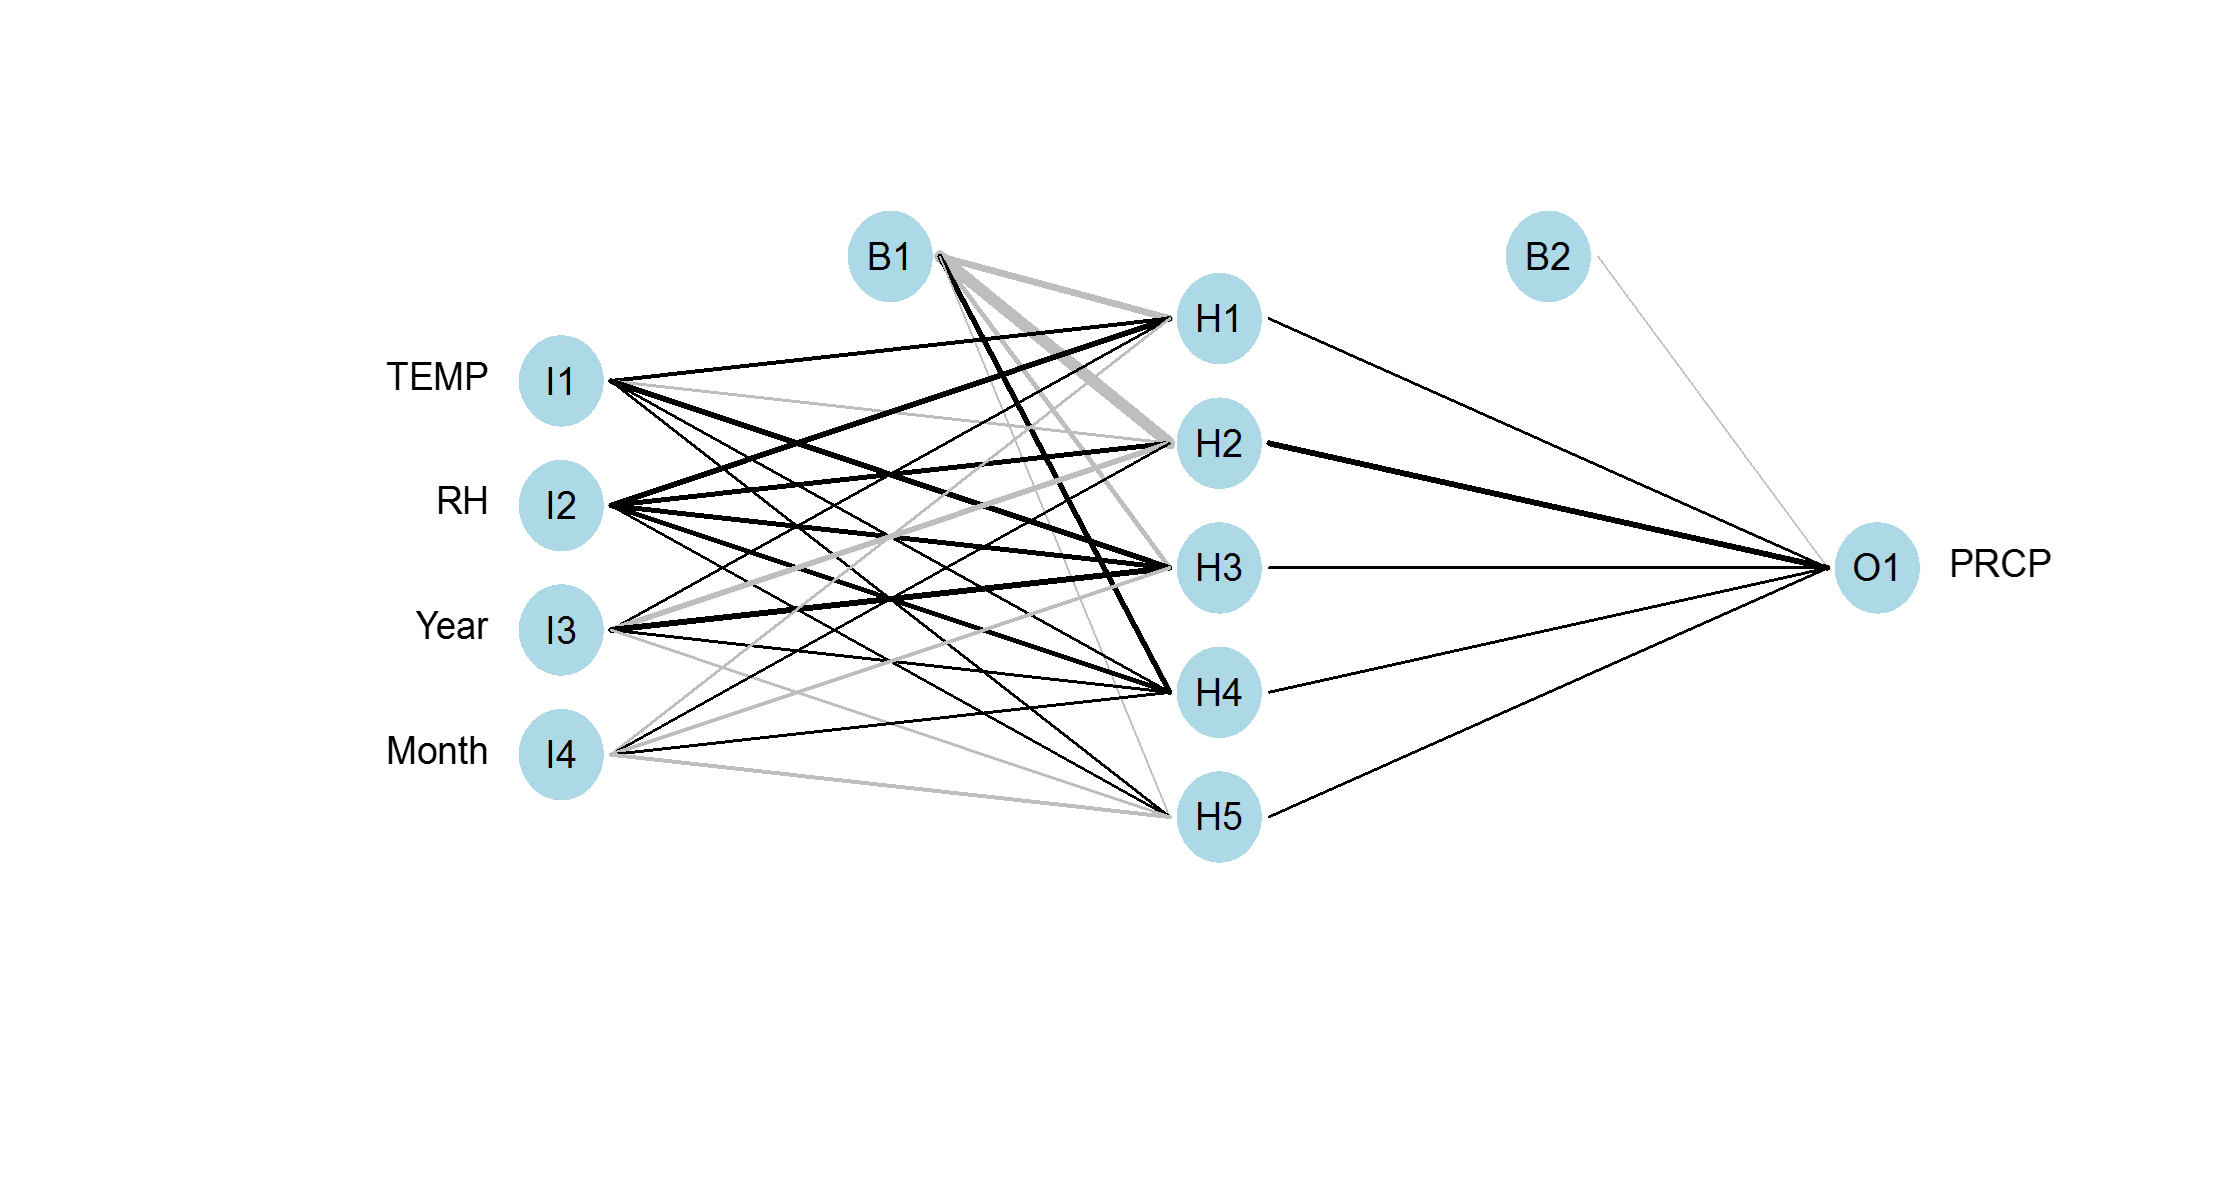 B1
B2
H1
TEMP I1
H2
RH I2
H3
O1 PRCP
Year I3
H4
Month I4
H5